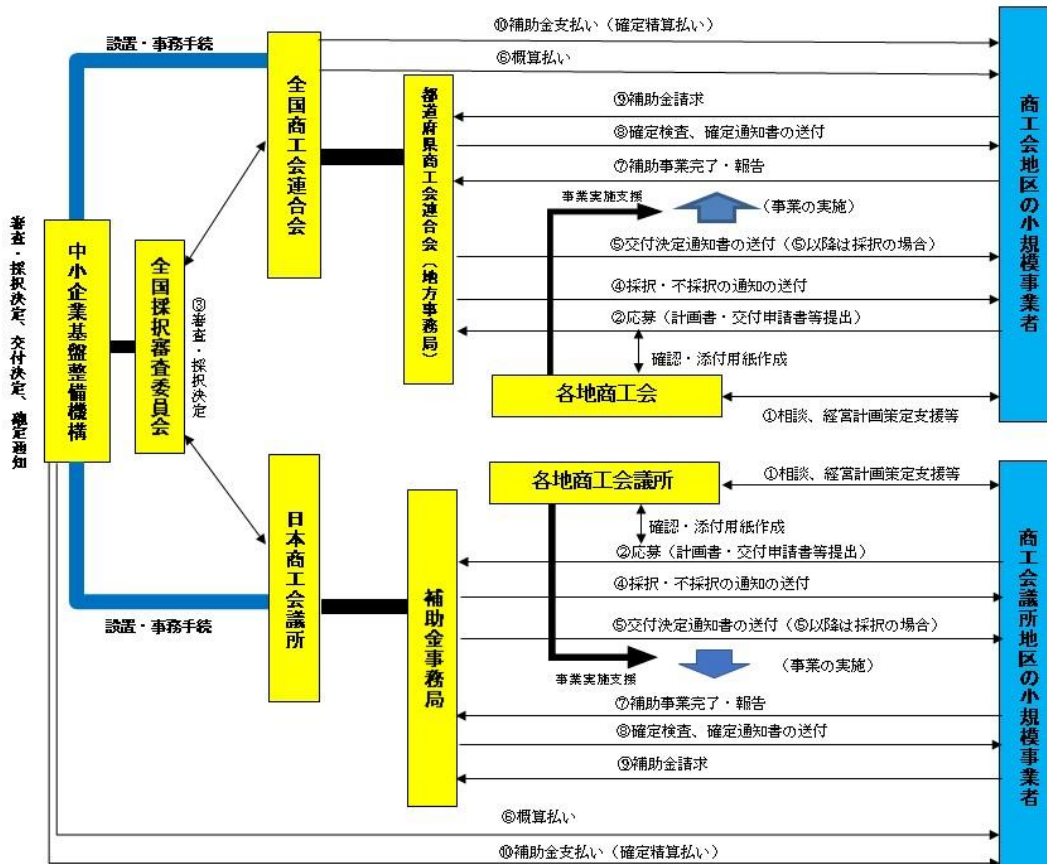 ⑩補助金支払い（確定精算払い）
設置・事務手続
⑥概算払い
全国商工会連合会
都道府県商工会連合会（地方事務局）
商工会地区の小規模事業者
⑨補助金請求
⑧確定検査、確定通知書の送付
⑦補助事業完了・報告
事業実施支援
（事業の実施）
審査・採択決定、交付決定、確定通知
中小企業基盤整備機構
全国採択審査委員会
③審査・採択決定
⑤交付決定通知書の送付（⑤以降は採択の場合）
④採択・不採択の通知の送付
②応募（計画書・交付申請書等提出）
確認・添付用紙作成
各地商工会
①相談、経営計画策定支援等
各地商工会議所
①相談、経営計画策定支援等
日本商工会議所
補助金事務局
商工会議所地区の小規模事業者
確認・添付用紙作成
②応募（計画書・交付申請書等提出）
④採択・不採択の通知の送付
設置・事務手続
⑤交付決定通知書の送付（⑤以降は採択の場合）
（事業の実施）
事業実施支援
⑦補助事業完了・報告
⑧確定検査、確定通知書の送付
⑨補助金請求
⑥概算払い
⑩補助金支払い（確定精算払い）